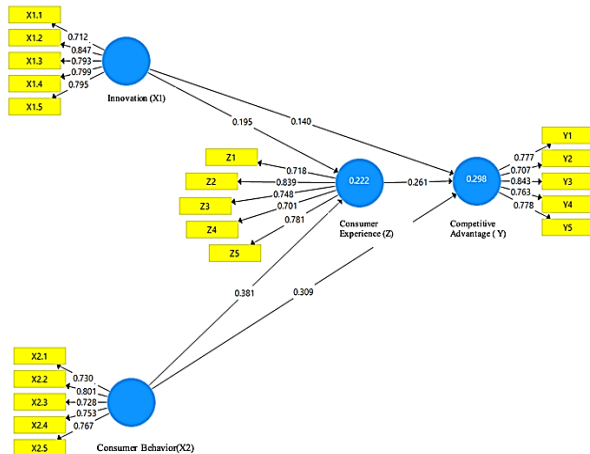 X1.1
X1.2
X1.3
X1.4
X1.5
0.712
0.847
0.793
0.799
0.795
Innovation (X1)
0.195
0.140
Z1
Z2
Z3
Z4
Z5
0.718
0.839
0.748
0.701
0.781
0.222
Consumer
Experience (Z)
0.261
0.298
Competitive
Advantage ( Y)
0.777
0.707
0.843
0.763
0.778
Y1
Y2
Y3
Y4
Y5
0.381
0.309
X2.1
X2.2
X2.3
X2.4
X2.5
0.730
0.801
0.728
0.753
0.767
Consumer Behavior(X2)